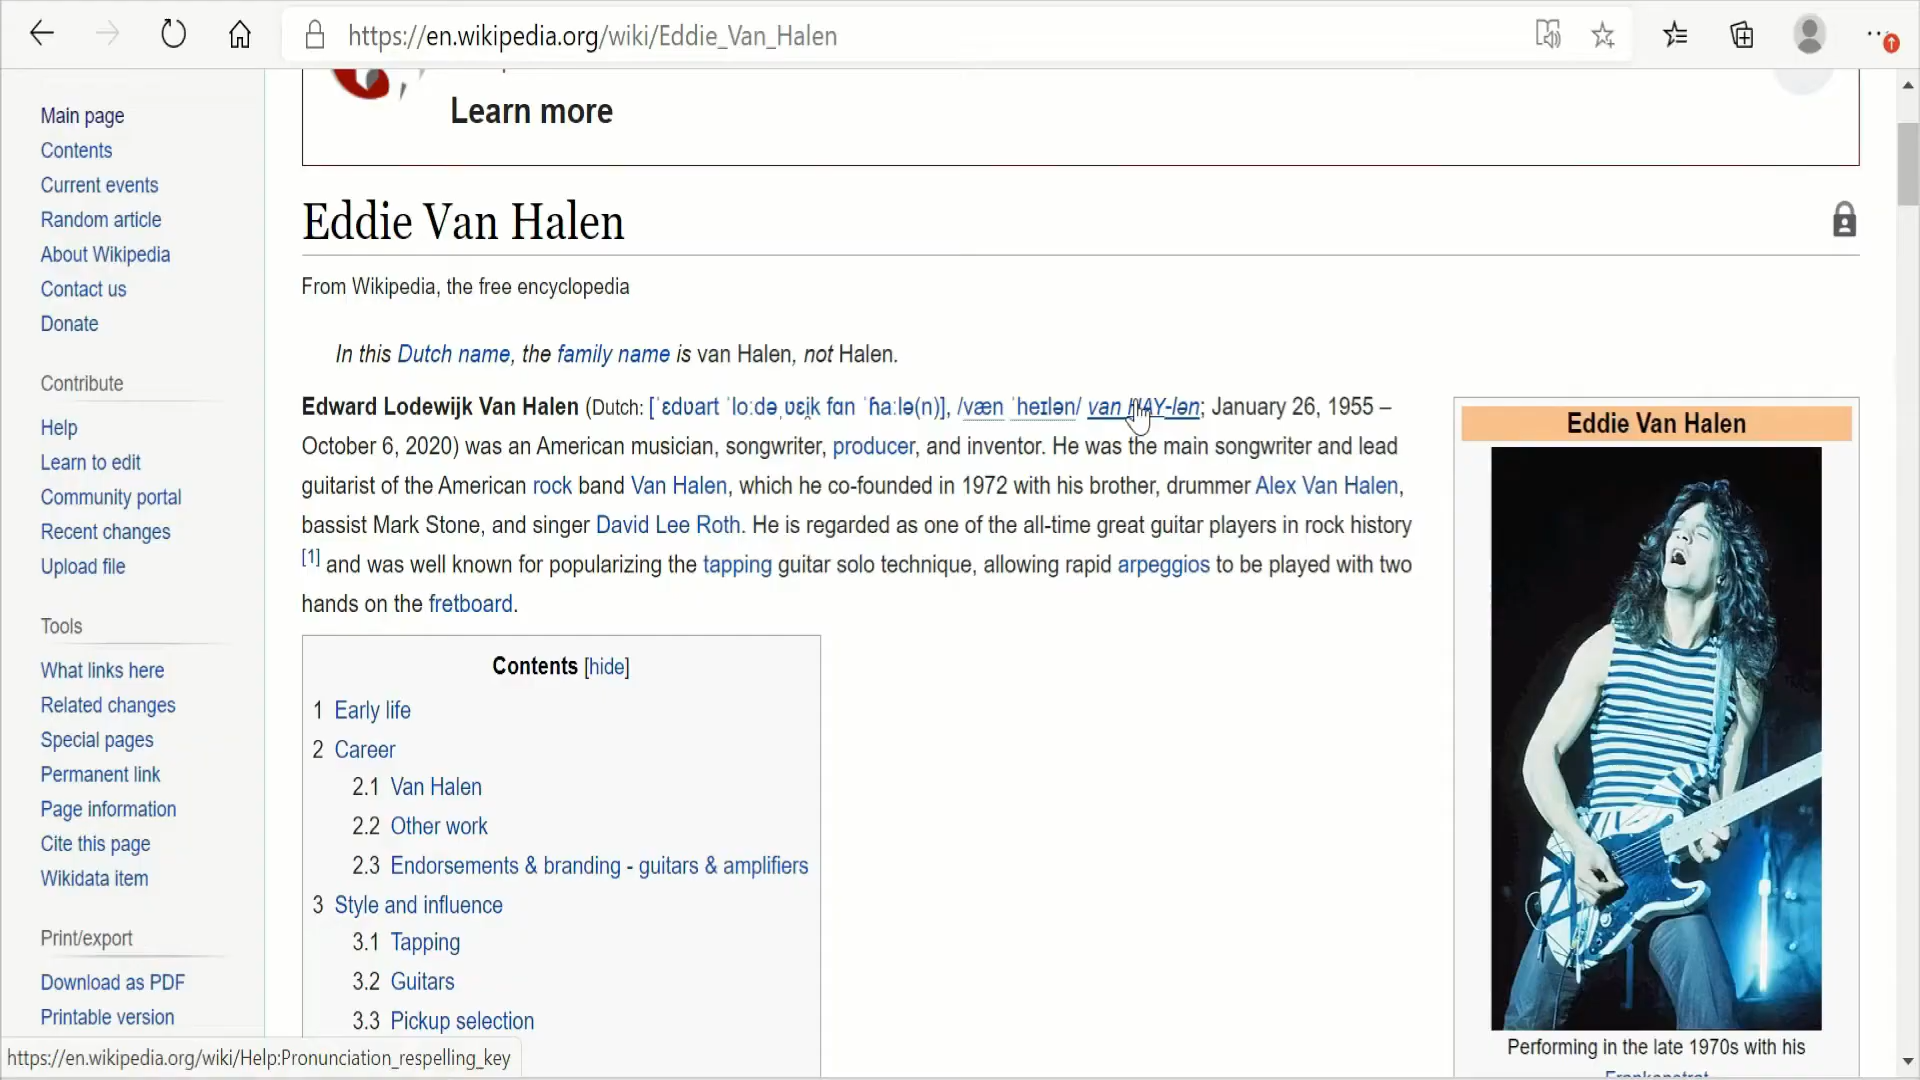 https://en.wikipedia.org/wiki/Eddie_Van_Halen
Learn more
Main page
Contents
Current events
Random article
About Wikipedia
Contact us
Donate
Contribute
Help
Learn to edit
Community portal
Recent changes
Upload file
Tools
What links here
Related changes
Special pages
Permanent link
Page information
Cite this page
Wikidata item
Print/export
Download as PDF
Printable version
Eddie Van Halen
From Wikipedia, the free encyclopedia
In this Dutch name, the family name is van Halen, not Halen.
Edward Lodewijk Van Halen (Dutch: [ˈɛdʋɑrt ˈloːdəˌʋɛi̯k fɑn ˈɦaːlə(n)], /væn ˈheɪlən/ van HAY-lən; January 26, 1955 –
October 6, 2020) was an American musician, songwriter, producer, and inventor. He was the main songwriter and lead
guitarist of the American rock band Van Halen, which he co-founded in 1972 with his brother, drummer Alex Van Halen,
bassist Mark Stone, and singer David Lee Roth. He is regarded as one of the all-time great guitar players in rock history
[1] and was well known for popularizing the tapping guitar solo technique, allowing rapid arpeggios to be played with two
hands on the fretboard.
Contents [hide]
1 Early life
2 Career
2.1 Van Halen
2.2 Other work
2.3 Endorsements & branding - guitars & amplifiers
3 Style and influence
3.1 Tapping
3.2 Guitars
3.3 Pickup selection
Eddie Van Halen
Performing in the late 1970s with his
Frankenstrat
https://en.wikipedia.org/wiki/Help:Pronunciation_respelling_key